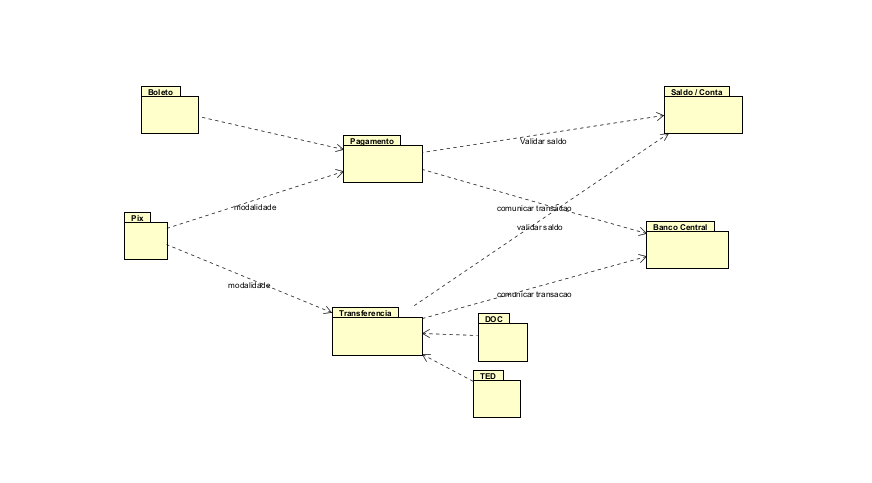 Boleto
Saldo / Conta
Pagamento
Validar saldo
modalidade
comunicar transacao
Pix
validar saldo
Banco Central
modalidade
comunicar transacao
Transferencia
DOC
TED